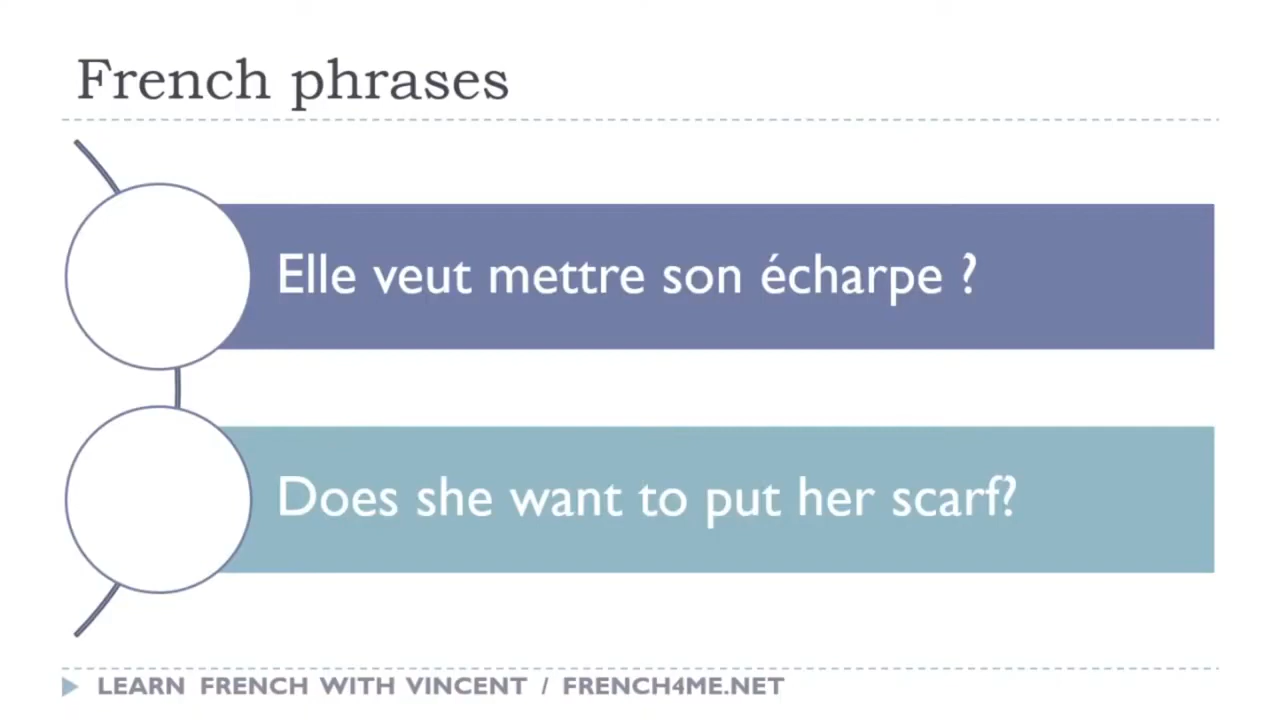 French phrases
Elle veut mettre son écharpe ?
Does she want to put her scarf?
LEARN FRENCH WITH VINCENT / FRENCH4ME.NET